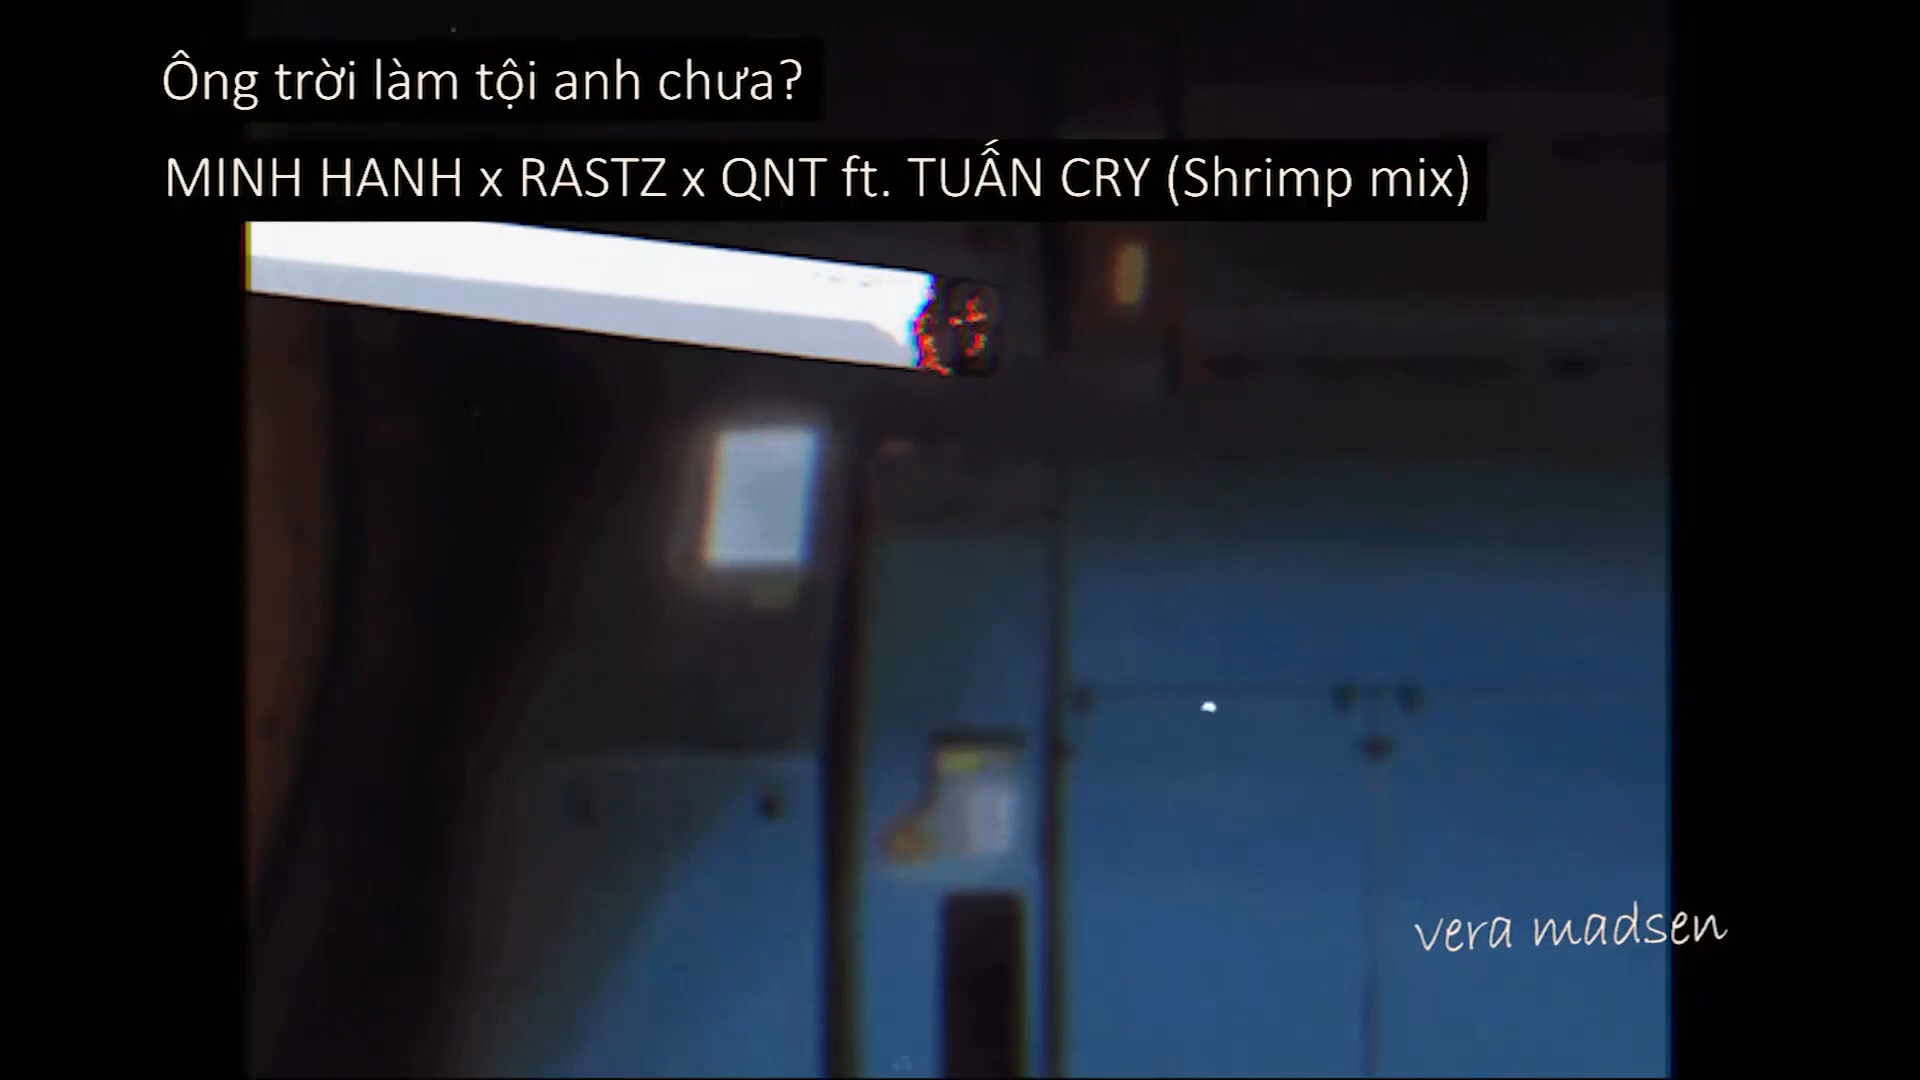 Ông trời làm tội anh chưa?
MINH HANH x RASTZ x QNT ft. TUẤN CRY (Shrimp mix)
vera madsen